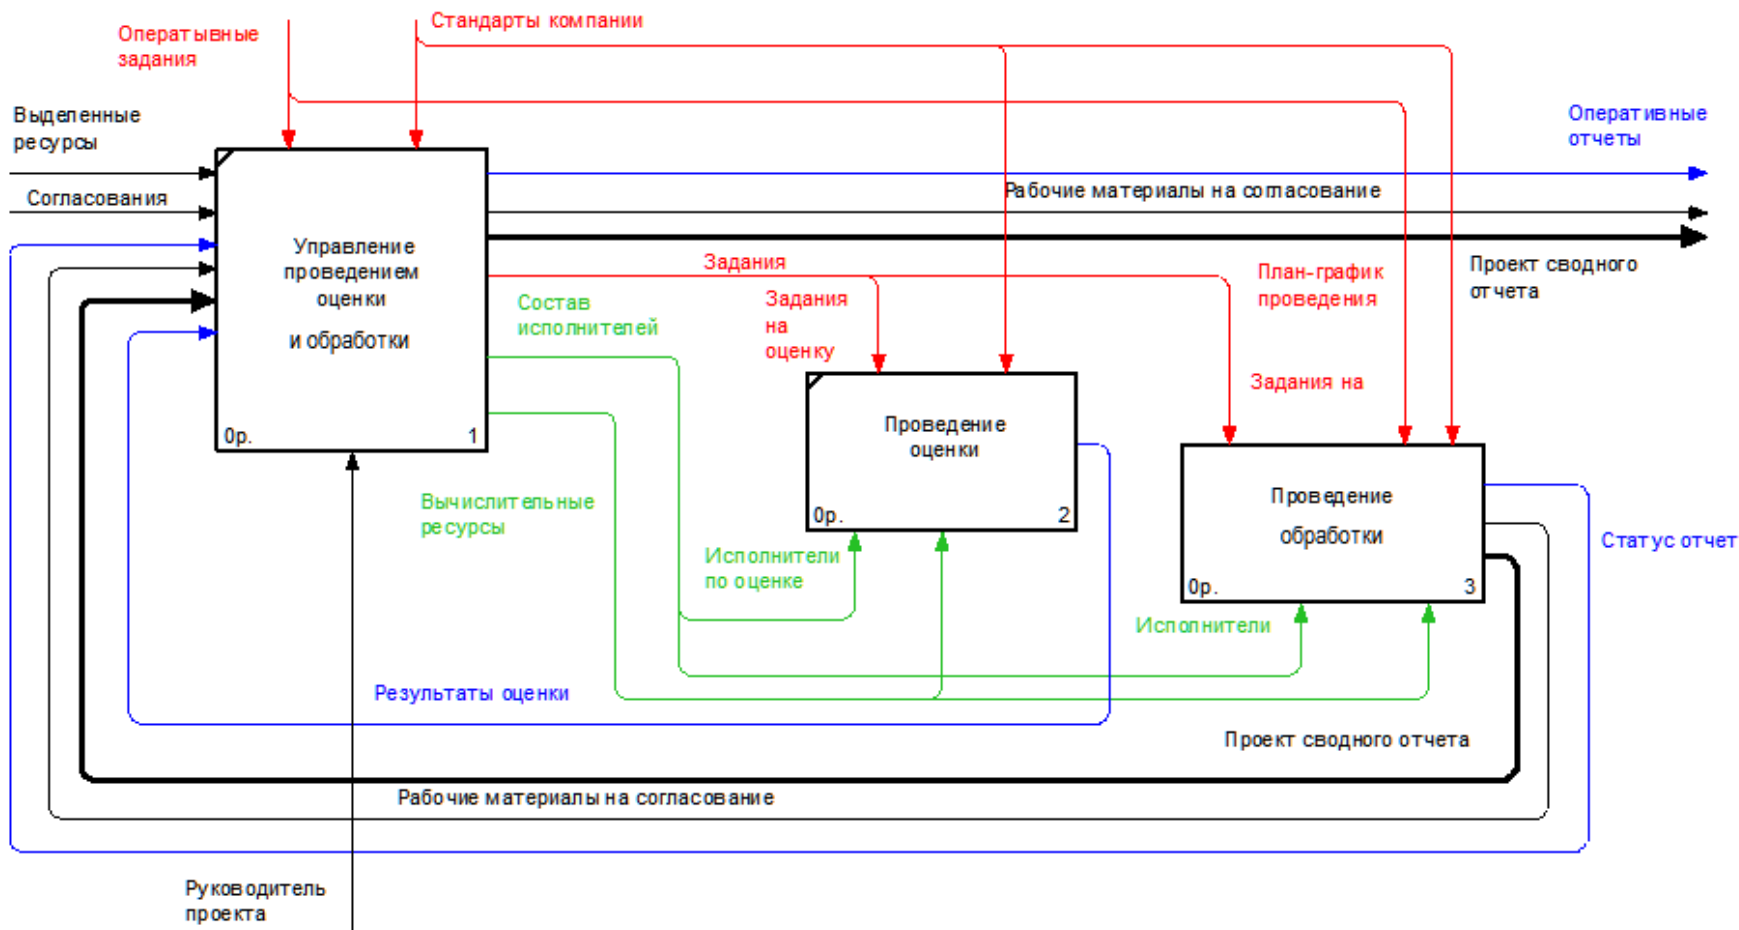 Стандарты компании
Оператывные
задания
Выделенные
ресурсы
Оперативные
отчеты
Согласования
Рабочие материалы на согласование
Управление
проведением
оценки
и обработки
0р.
1
Задания
План-график
проведения
Проект сводного
отчета
Состав
исполнителей
Задания
на
оценку
Задания на
Проведение
оценки
0р.
2
Вычислительные
ресурсы
Проведение
обработки
0р.
3
Статус отчет
Исполнители
по оценке
Исполнители
Результаты оценки
Проект сводного отчета
Рабочие материалы на согласование
Руководитель
проекта